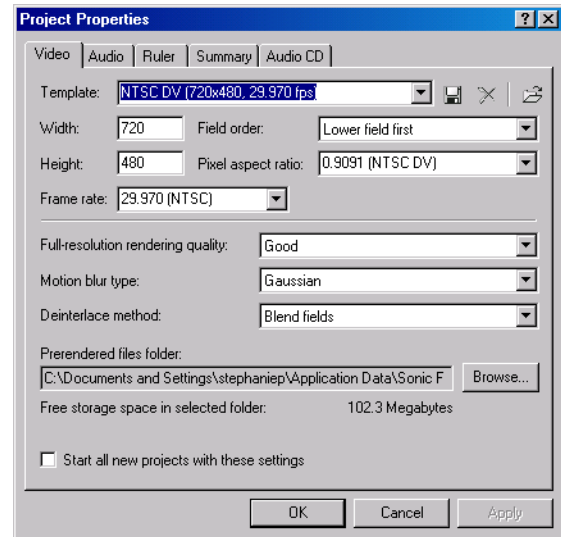 Project Properties
Video Audio Ruler Summary Audio CD
Template: NTSC DV (720x480, 29.970 fps)
Width: 720 Field order: Lower field first
Height: 480 Pixel aspect ratio: 0.9091 (NTSC DV)
Frame rate: 29.970 (NTSC)
Full-resolution rendering quality: Good
Motion blur type: Gaussian
Deinterlace method: Blend fields
Prerendered files folder:
C:\Documents and Settings\stephaniep\Application Data\Sonic F Browse...
Free storage space in selected folder: 102.3 Megabytes
Start all new projects with these settings
OK Cancel Apply